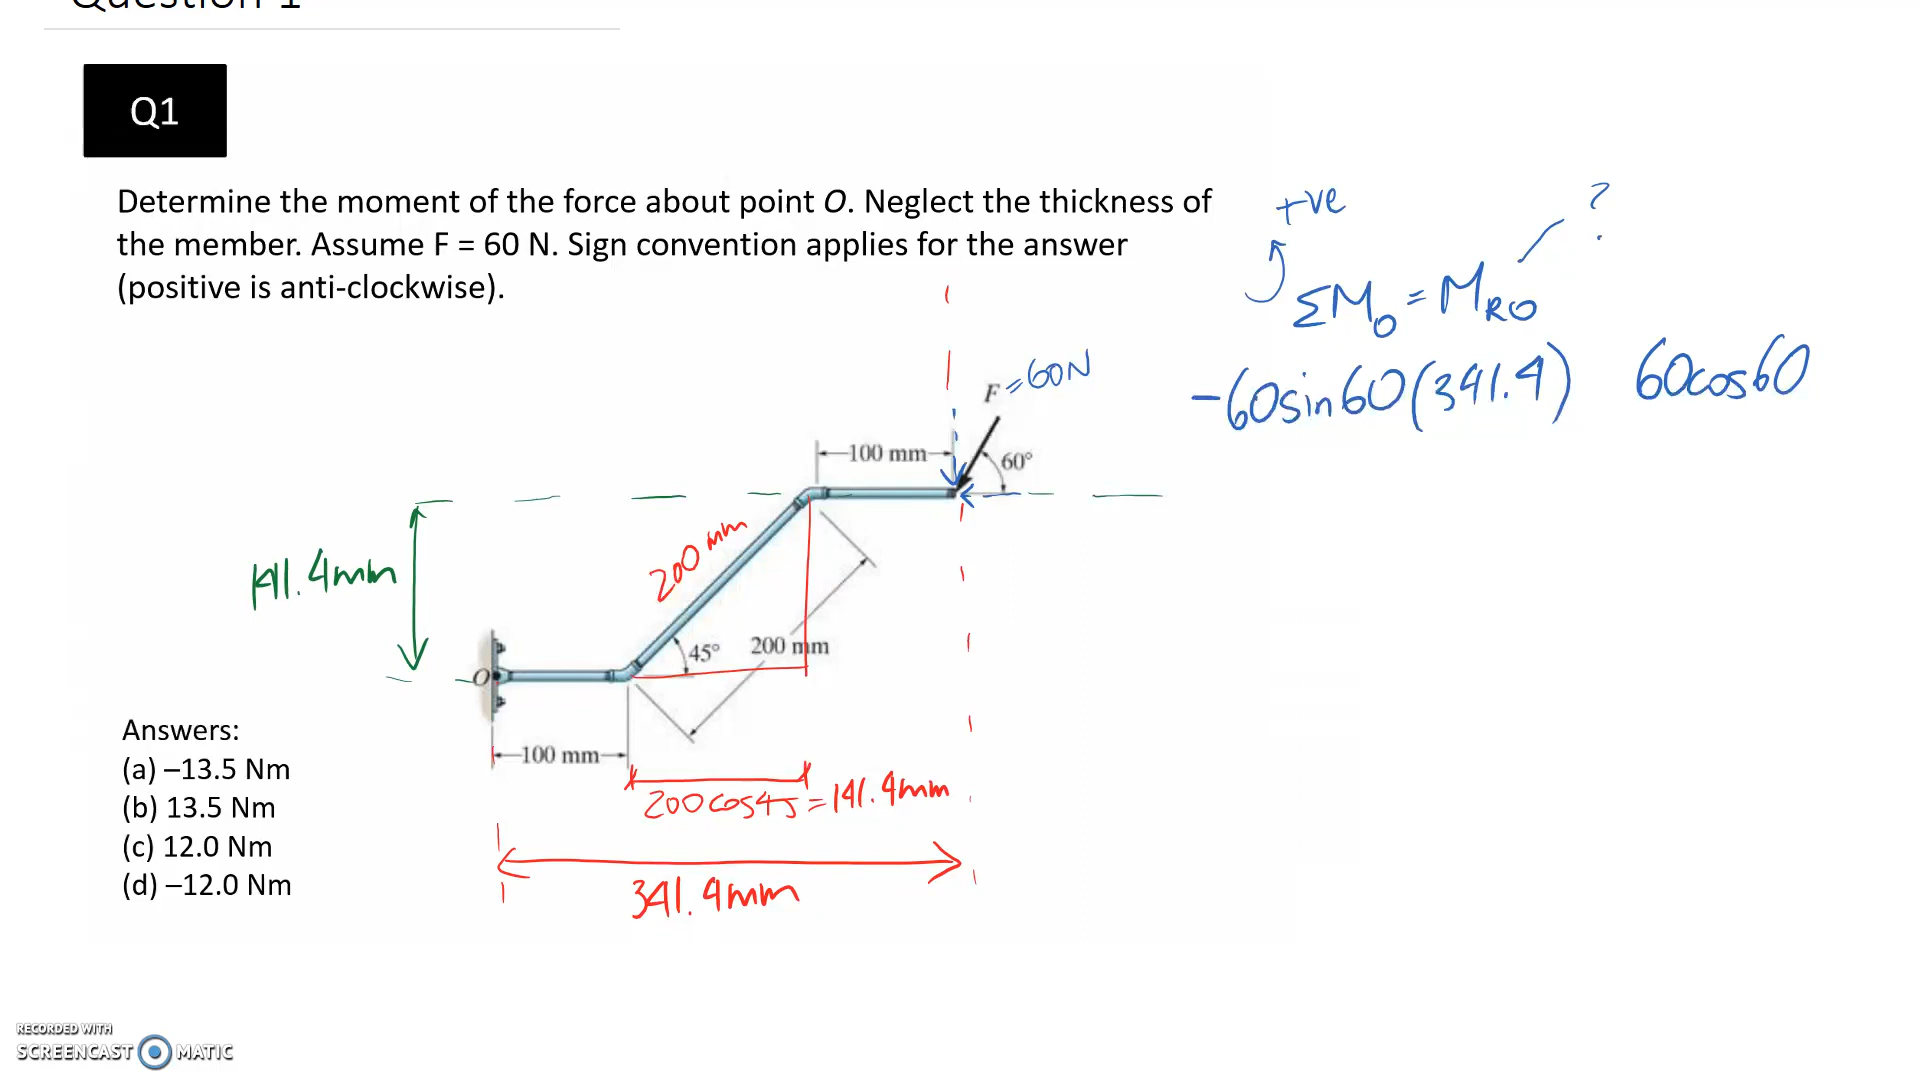 Question 1
Q1
Determine the moment of the force about point O. Neglect the thickness of
the member. Assume F = 60 N. Sign convention applies for the answer
(positive is anti-clockwise).
+ve
?
ΣM_O = M_RO
-60sin60(341.4) 60cos60
F = 60N
100 mm
60°
200 mm
141.4mm
45°
200 mm
O
100 mm
200cos45 = 141.4mm
341.4mm
Answers:
(a) –13.5 Nm
(b) 13.5 Nm
(c) 12.0 Nm
(d) –12.0 Nm
RECORDED WITH
SCREENCAST MATIC